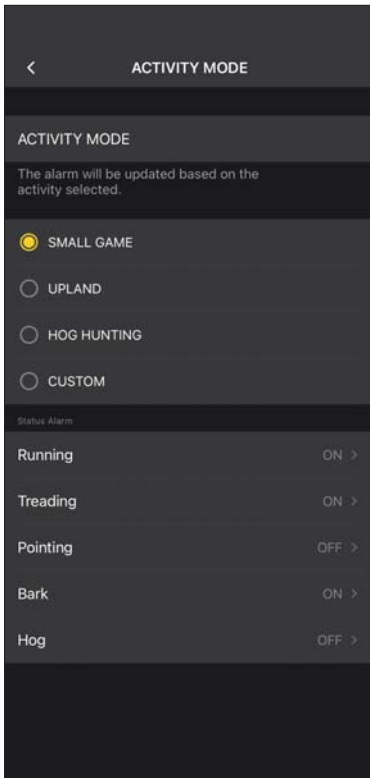 ACTIVITY MODE
ACTIVITY MODE
The alarm will be updated based on the
activity selected.
SMALL GAME
UPLAND
HOG HUNTING
CUSTOM
Status Alarm
Running ON >
Treading ON >
Pointing OFF >
Bark ON >
Hog OFF >